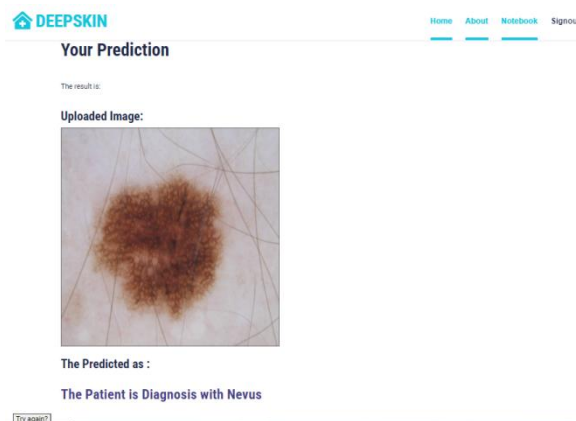 DEEPSKIN
Home About Notebook Signou
Your Prediction
The result is:
Uploaded Image:
The Predicted as :
The Patient is Diagnosis with Nevus
Try again?